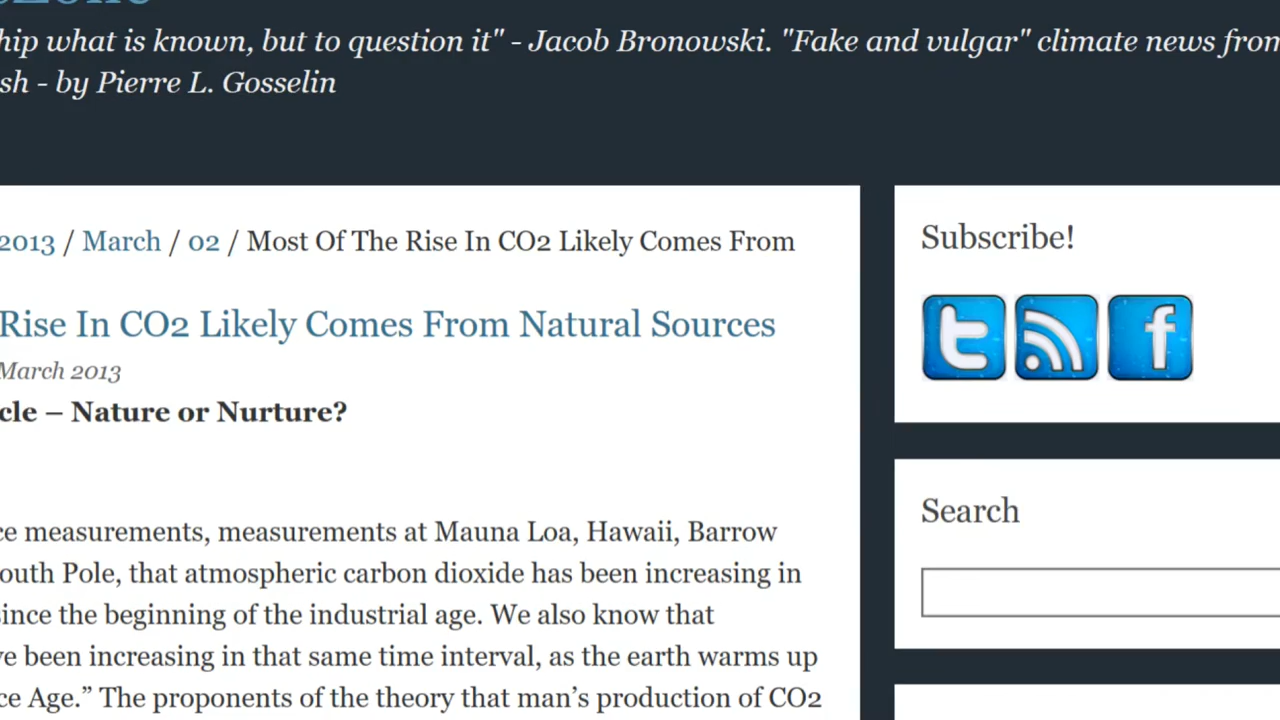 hip what is known, but to question it" - Jacob Bronowski. "Fake and vulgar" climate news from
sh - by Pierre L. Gosselin
2013 / March / 02 / Most Of The Rise In CO2 Likely Comes From
Rise In CO2 Likely Comes From Natural Sources
March 2013
cle – Nature or Nurture?
ce measurements, measurements at Mauna Loa, Hawaii, Barrow
outh Pole, that atmospheric carbon dioxide has been increasing in
since the beginning of the industrial age. We also know that
ve been increasing in that same time interval, as the earth warms up
ce Age.” The proponents of the theory that man’s production of CO2
Subscribe!
Search